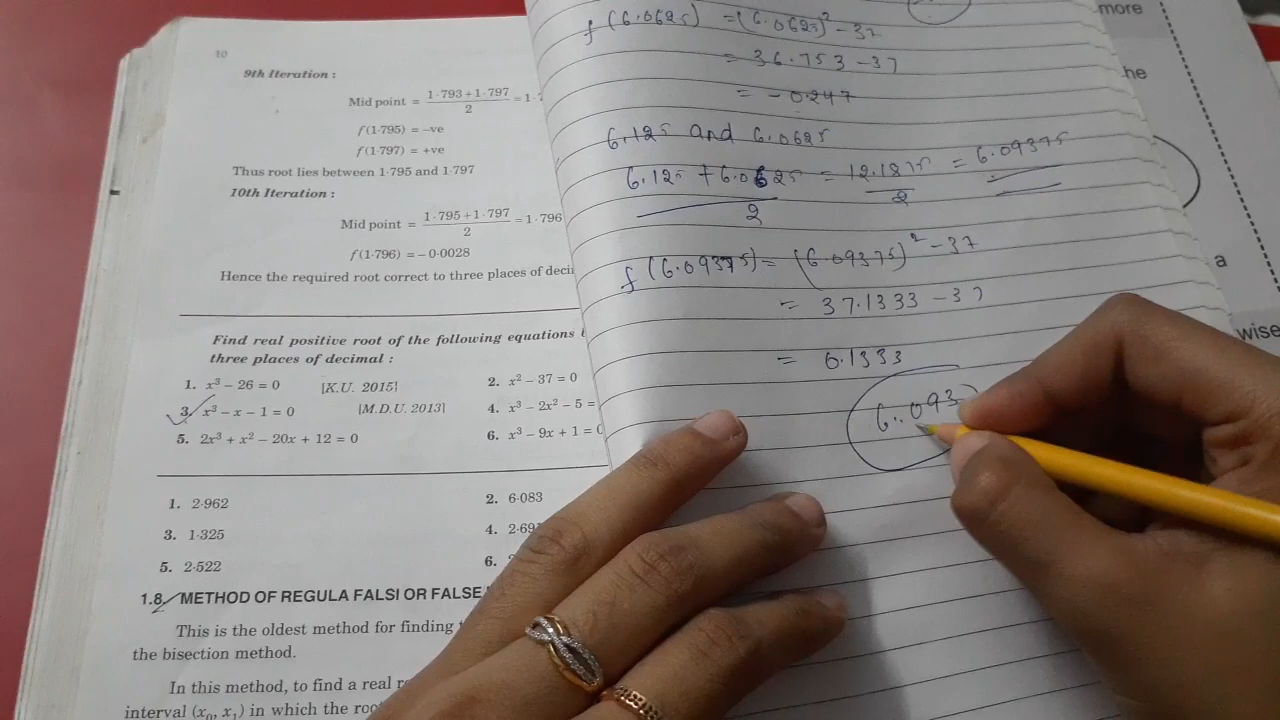 10
9th Iteration :
Mid point = 1·793 + 1·797 / 2 = 1·7
f(1·795) = –ve
f(1·797) = +ve
Thus root lies between 1·795 and 1·797
10th Iteration :
Mid point = 1·795 + 1·797 / 2 = 1·796
f(1·796) = – 0·0028
Hence the required root correct to three places of deci
Find real positive root of the following equations
three places of decimal :
1. x³ – 26 = 0 [K.U. 2015] 2. x² – 37 = 0
3. x³ – x – 1 = 0 [M.D.U. 2013] 4. x³ – 2x² – 5 =
5. 2x³ + x² – 20x + 12 = 0 6. x³ – 9x + 1 = 0
1. 2·962 2. 6·083
3. 1·325 4. 2·69
5. 2·522 6.
1.8. METHOD OF REGULA FALSI OR FALSE
This is the oldest method for finding
the bisection method.
In this method, to find a real
interval (x₀, x₁) in which the
f(6.0625) = (6.0625)² - 37
= 36.753 - 37
= - 0.247
6.125 and 6.0625
6.125 + 6.0625 / 2 = 12.1875 / 2 = 6.09375
f(6.09375) = (6.09375)² - 37
= 37.1333 - 37
= 0.1333
6.093
more
he
a
wise